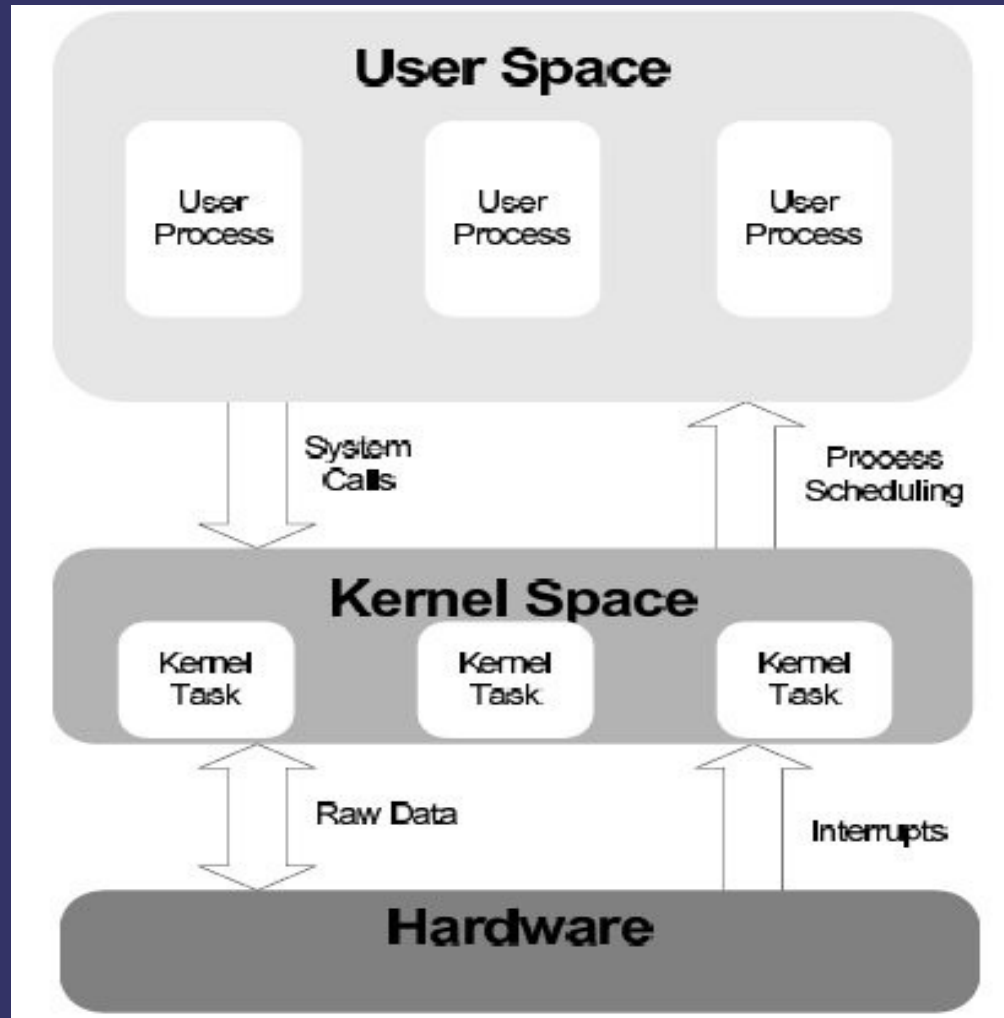 User Space
User
Process
User
Process
User
Process
System
Calls
Process
Scheduling
Kernel Space
Kernel
Task
Kernel
Task
Kernel
Task
Raw Data
Interrupts
Hardware